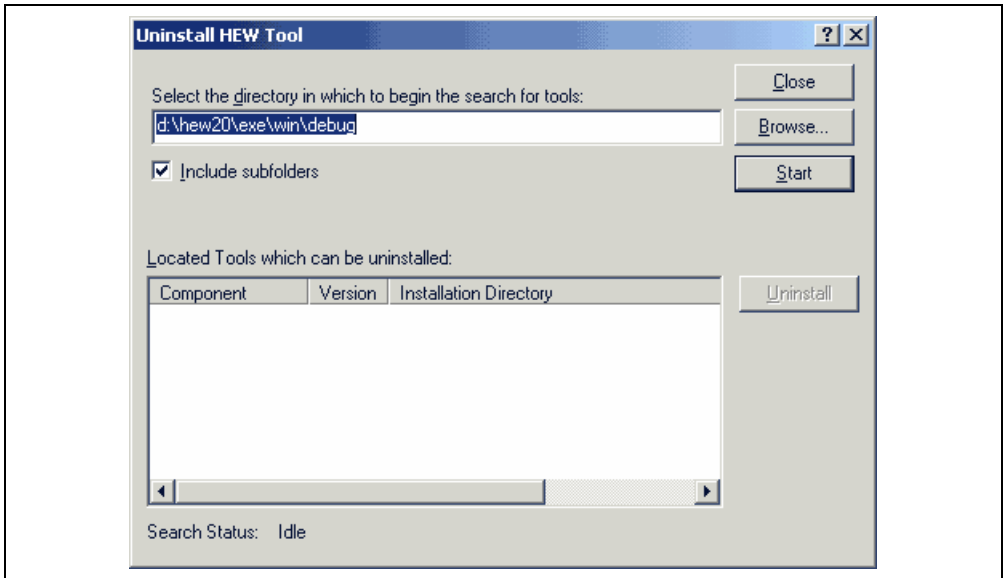 Uninstall HEW Tool
Close
Select the directory in which to begin the search for tools:
d:\hew20\exe\win\debug
Browse...
Include subfolders
Start
Located Tools which can be uninstalled:
Component Version Installation Directory
Uninstall
Search Status: Idle